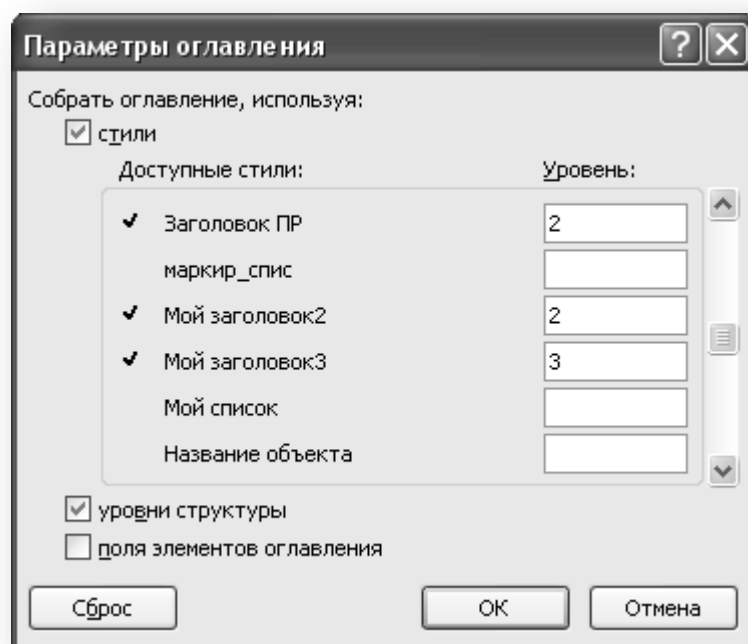 Параметры оглавления
Собрать оглавление, используя:
стили
Доступные стили: Уровень:
Заголовок ПР 2
маркир_спис
Мой заголовок2 2
Мой заголовок3 3
Мой список
Название объекта
уровни структуры
поля элементов оглавления
Сброс ОК Отмена